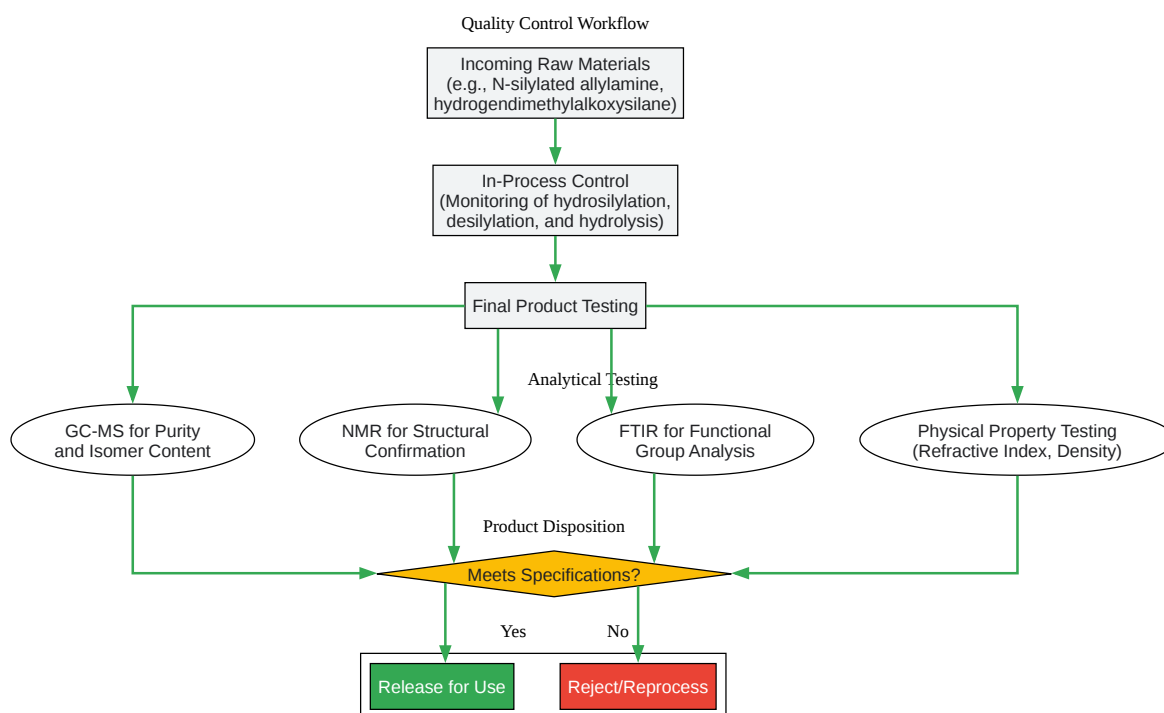 Quality Control Workflow
Incoming Raw Materials
(e.g., N-silylated allylamine,
hydrogendimethylalkoxysilane)
In-Process Control
(Monitoring of hydrosilylation,
desilylation, and hydrolysis)
Final Product Testing
Analytical Testing
GC-MS for Purity
and Isomer Content
NMR for Structural
Confirmation
FTIR for Functional
Group Analysis
Physical Property Testing
(Refractive Index, Density)
Product Disposition
Meets Specifications?
Yes
No
Release for Use
Reject/Reprocess